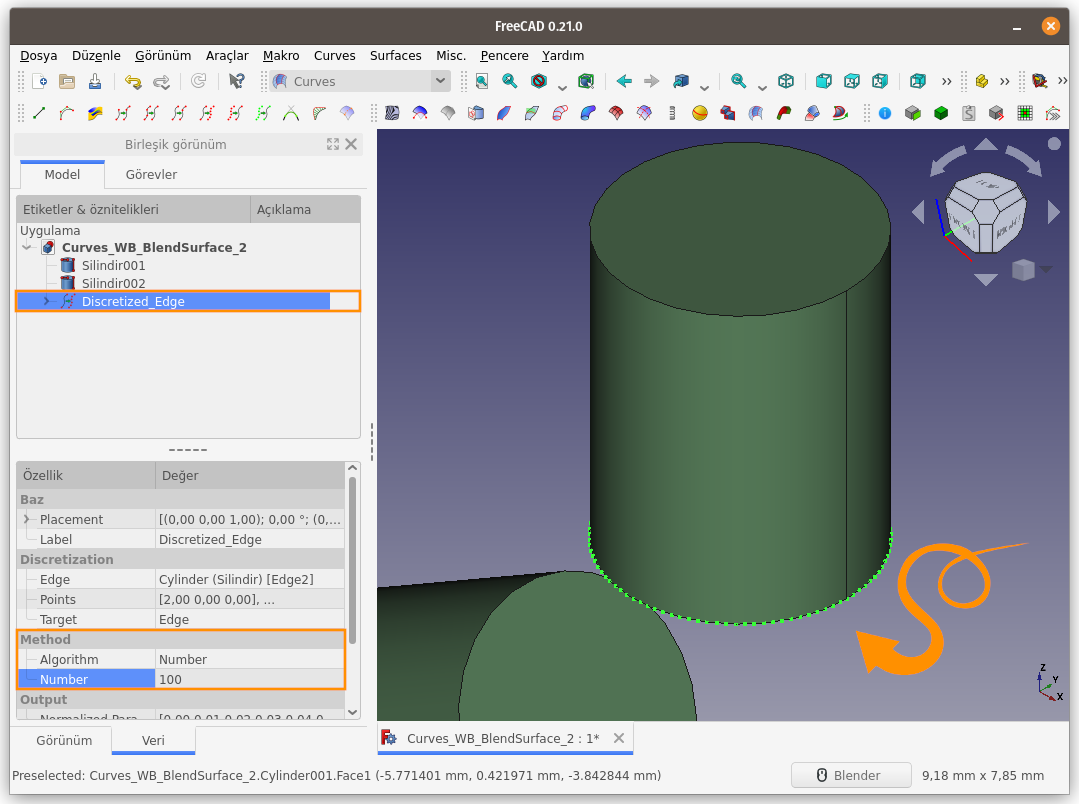 FreeCAD 0.21.0
Dosya Düzenle Görünüm Araçlar Makro Curves Surfaces Misc. Pencere Yardım
Curves
Birleşik görünüm
Model Görevler
Etiketler & öznitelikleri Açıklama
Uygulama
Curves_WB_BlendSurface_2
Silindir001
Silindir002
Discretized_Edge
Özellik Değer
Baz
Placement [(0,00 0,00 1,00); 0,00 °; (0,...
Label Discretized_Edge
Discretization
Edge Cylinder (Silindir) [Edge2]
Points [2,00 0,00 0,00], ...
Target Edge
Method
Algorithm Number
Number 100
Output
Normalized Para... [0,00 0,01 0,02 0,03 0,04 0...
Görünüm Veri
Z
Y
X
Curves_WB_BlendSurface_2 : 1*
Preselected: Curves_WB_BlendSurface_2.Cylinder001.Face1 (-5.771401 mm, 0.421971 mm, -3.842844 mm) Blender 9,18 mm x 7,85 mm